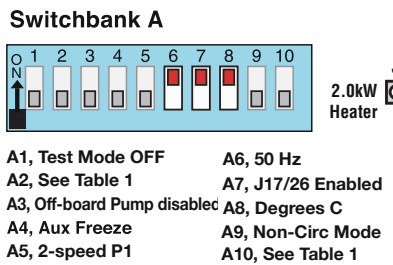 Switchbank A
ON 1 2 3 4 5 6 7 8 9 10
2.0kW
Heater
A1, Test Mode OFF
A2, See Table 1
A3, Off-board Pump disabled
A4, Aux Freeze
A5, 2-speed P1
A6, 50 Hz
A7, J17/26 Enabled
A8, Degrees C
A9, Non-Circ Mode
A10, See Table 1